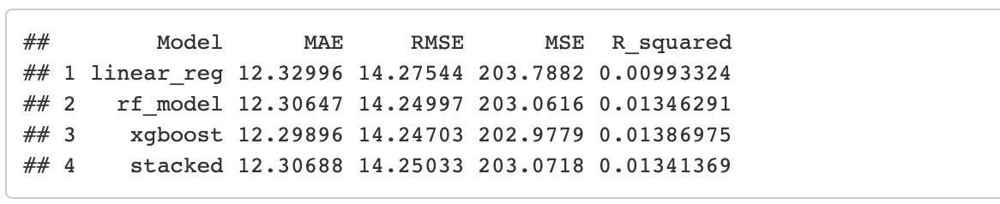 ##        Model      MAE     RMSE      MSE  R_squared
## 1 linear_reg 12.32996 14.27544 203.7882 0.00993324
## 2   rf_model 12.30647 14.24997 203.0616 0.01346291
## 3    xgboost 12.29896 14.24703 202.9779 0.01386975
## 4    stacked 12.30688 14.25033 203.0718 0.01341369